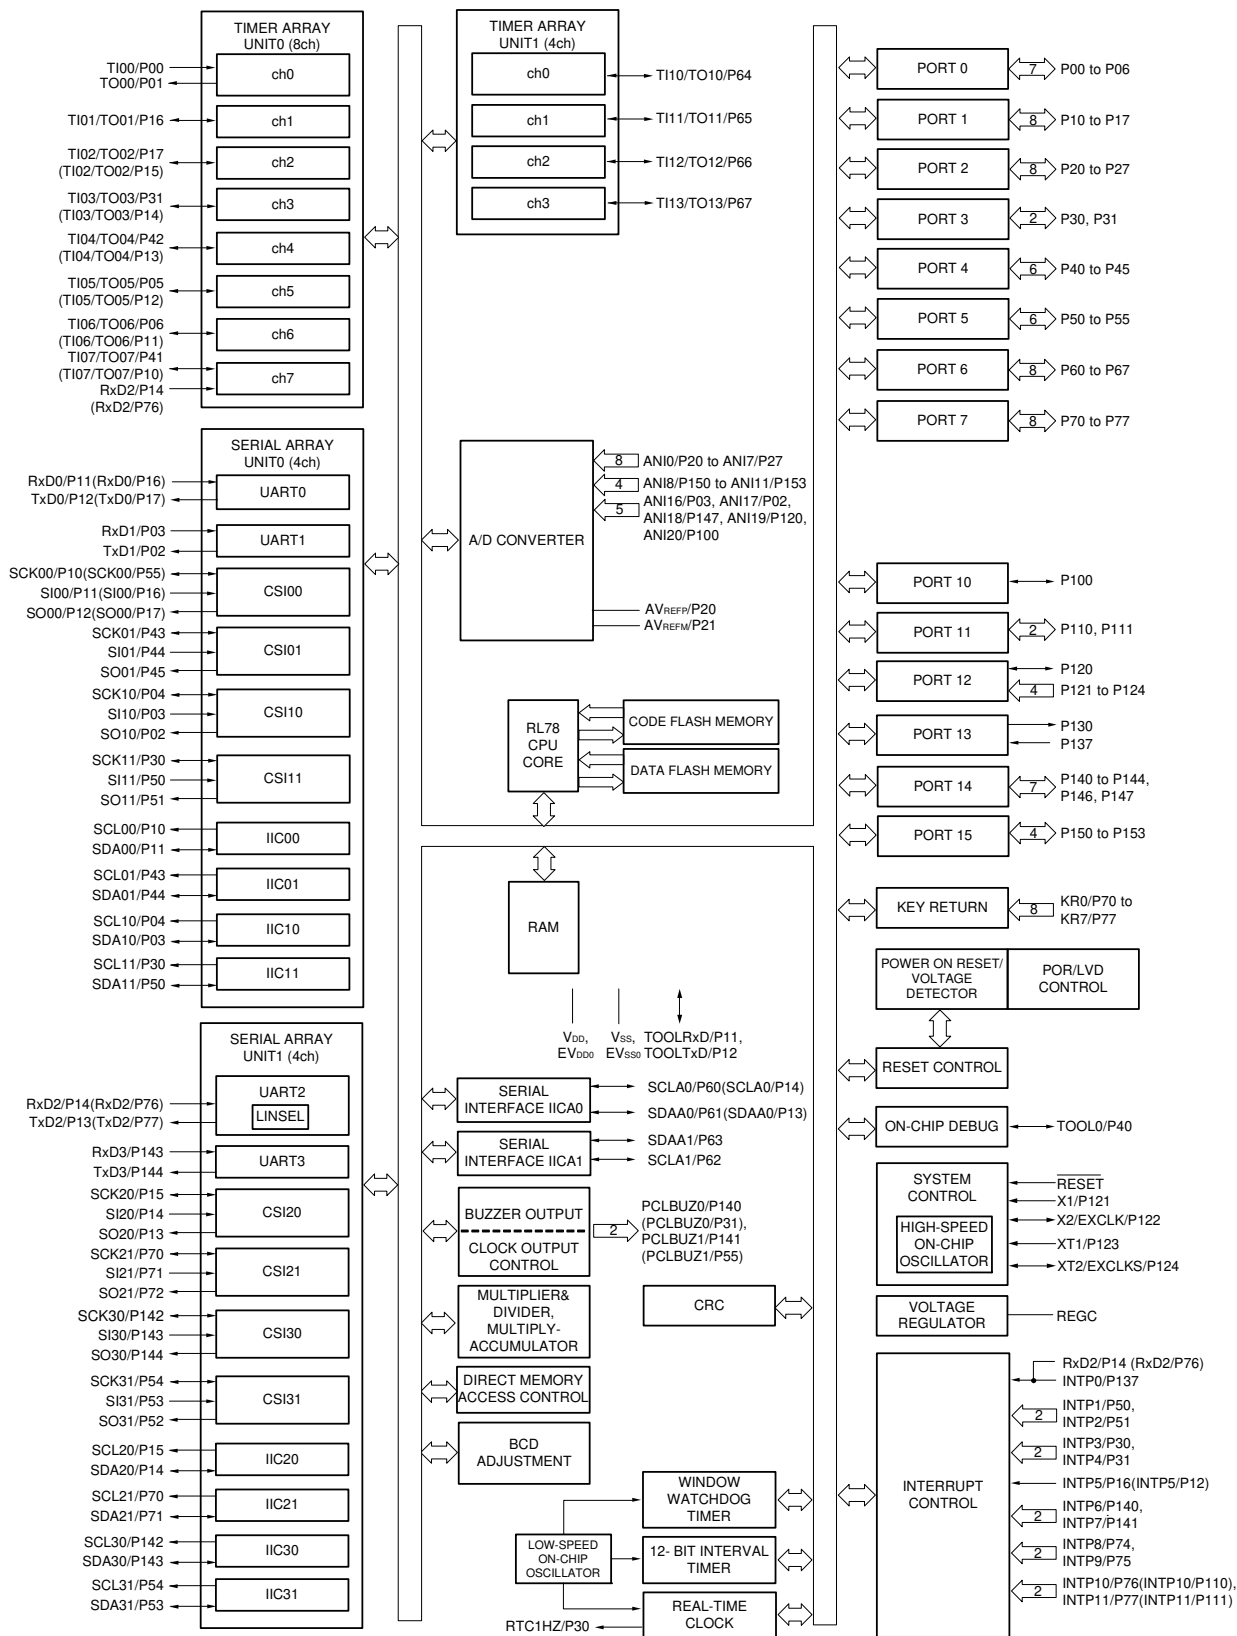 TIMER ARRAY
UNIT0 (8ch)
TI00/P00
TO00/P01
ch0
TI01/TO01/P16
ch1
TI02/TO02/P17
(TI02/TO02/P15)
ch2
TI03/TO03/P31
(TI03/TO03/P14)
ch3
TI04/TO04/P42
(TI04/TO04/P13)
ch4
TI05/TO05/P05
(TI05/TO05/P12)
ch5
TI06/TO06/P06
(TI06/TO06/P11)
ch6
TI07/TO07/P41
(TI07/TO07/P10)
RxD2/P14
(RxD2/P76)
ch7
SERIAL ARRAY
UNIT0 (4ch)
RxD0/P11(RxD0/P16)
TxD0/P12(TxD0/P17)
UART0
RxD1/P03
TxD1/P02
UART1
SCK00/P10(SCK00/P55)
SI00/P11(SI00/P16)
SO00/P12(SO00/P17)
CSI00
SCK01/P43
SI01/P44
SO01/P45
CSI01
SCK10/P04
SI10/P03
SO10/P02
CSI10
SCK11/P30
SI11/P50
SO11/P51
CSI11
SCL00/P10
SDA00/P11
IIC00
SCL01/P43
SDA01/P44
IIC01
SCL10/P04
SDA10/P03
IIC10
SCL11/P30
SDA11/P50
IIC11
SERIAL ARRAY
UNIT1 (4ch)
RxD2/P14(RxD2/P76)
TxD2/P13(TxD2/P77)
UART2
LINSEL
RxD3/P143
TxD3/P144
UART3
SCK20/P15
SI20/P14
SO20/P13
CSI20
SCK21/P70
SI21/P71
SO21/P72
CSI21
SCK30/P142
SI30/P143
SO30/P144
CSI30
SCK31/P54
SI31/P53
SO31/P52
CSI31
SCL20/P15
SDA20/P14
IIC20
SCL21/P70
SDA21/P71
IIC21
SCL30/P142
SDA30/P143
IIC30
SCL31/P54
SDA31/P53
IIC31
TIMER ARRAY
UNIT1 (4ch)
ch0
TI10/TO10/P64
ch1
TI11/TO11/P65
ch2
TI12/TO12/P66
ch3
TI13/TO13/P67
A/D CONVERTER
8 ANI0/P20 to ANI7/P27
4 ANI8/P150 to ANI11/P153
5 ANI16/P03, ANI17/P02,
ANI18/P147, ANI19/P120,
ANI20/P100
AVREFP/P20
AVREFM/P21
RL78
CPU
CORE
CODE FLASH MEMORY
DATA FLASH MEMORY
RAM
VDD,
EVDD0
VSS,
EVSS0
TOOLRxD/P11,
TOOLTxD/P12
SERIAL
INTERFACE IICA0
SCLA0/P60(SCLA0/P14)
SDAA0/P61(SDAA0/P13)
SERIAL
INTERFACE IICA1
SDAA1/P63
SCLA1/P62
BUZZER OUTPUT
CLOCK OUTPUT
CONTROL
2
PCLBUZ0/P140
(PCLBUZ0/P31),
PCLBUZ1/P141
(PCLBUZ1/P55)
MULTIPLIER&
DIVIDER,
MULTIPLY-
ACCUMULATOR
CRC
DIRECT MEMORY
ACCESS CONTROL
BCD
ADJUSTMENT
LOW-SPEED
ON-CHIP
OSCILLATOR
WINDOW
WATCHDOG
TIMER
12- BIT INTERVAL
TIMER
REAL-TIME
CLOCK
RTC1HZ/P30
PORT 0
7 P00 to P06
PORT 1
8 P10 to P17
PORT 2
8 P20 to P27
PORT 3
2 P30, P31
PORT 4
6 P40 to P45
PORT 5
6 P50 to P55
PORT 6
8 P60 to P67
PORT 7
8 P70 to P77
PORT 10
P100
PORT 11
2 P110, P111
PORT 12
P120
4 P121 to P124
PORT 13
P130
P137
PORT 14
7 P140 to P144,
P146, P147
PORT 15
4 P150 to P153
KEY RETURN
8 KR0/P70 to
KR7/P77
POWER ON RESET/
VOLTAGE
DETECTOR
POR/LVD
CONTROL
RESET CONTROL
ON-CHIP DEBUG
TOOL0/P40
SYSTEM
CONTROL
HIGH-SPEED
ON-CHIP
OSCILLATOR
RESET
X1/P121
X2/EXCLK/P122
XT1/P123
XT2/EXCLKS/P124
VOLTAGE
REGULATOR
REGC
INTERRUPT
CONTROL
RxD2/P14 (RxD2/P76)
INTP0/P137
2 INTP1/P50,
INTP2/P51
2 INTP3/P30,
INTP4/P31
INTP5/P16(INTP5/P12)
2 INTP6/P140,
INTP7/P141
2 INTP8/P74,
INTP9/P75
2 INTP10/P76(INTP10/P110),
INTP11/P77(INTP11/P111)